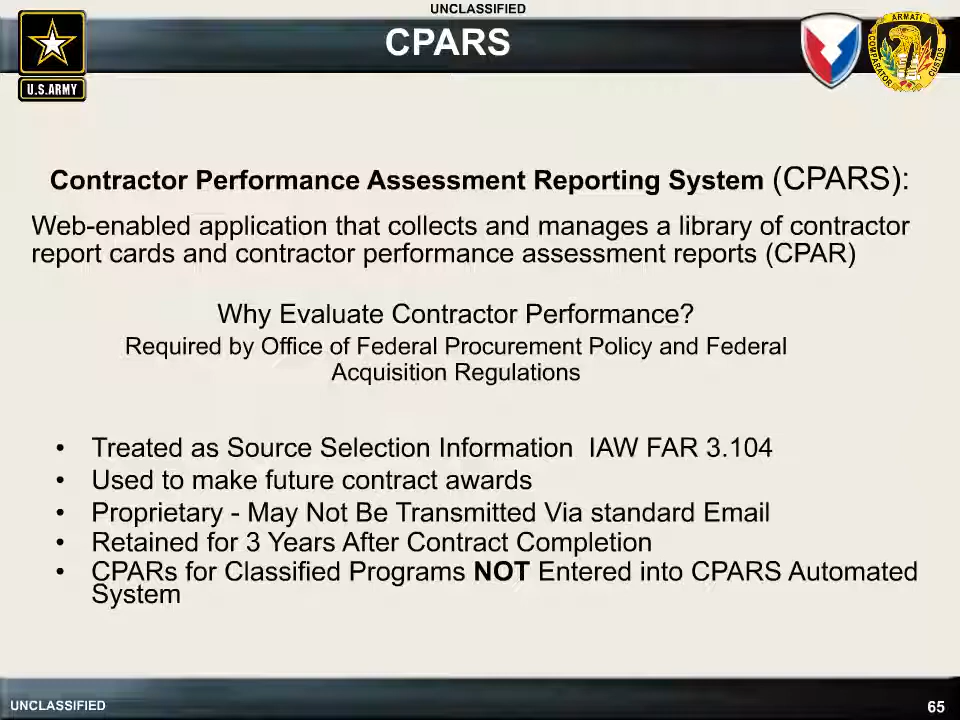 UNCLASSIFIED
CPARS
U.S.ARMY
ARMATI
COMPARATOR
CUSTOS
Contractor Performance Assessment Reporting System (CPARS):
Web-enabled application that collects and manages a library of contractor
report cards and contractor performance assessment reports (CPAR)
Why Evaluate Contractor Performance?
Required by Office of Federal Procurement Policy and Federal
Acquisition Regulations
• Treated as Source Selection Information IAW FAR 3.104
• Used to make future contract awards
• Proprietary - May Not Be Transmitted Via standard Email
• Retained for 3 Years After Contract Completion
• CPARs for Classified Programs NOT Entered into CPARS Automated
System
UNCLASSIFIED
65